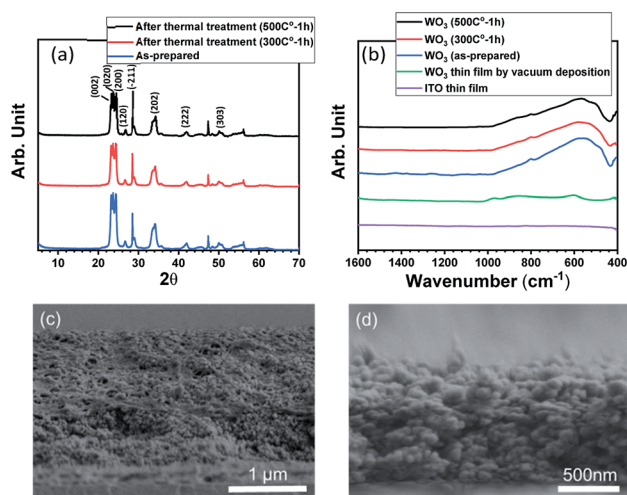 (a)
After thermal treatment (500C°-1h)
After thermal treatment (300C°-1h)
As-prepared
(002)
(020)
(200)
(120)
(-211)
(202)
(222)
(303)
Arb. Unit
10 20 30 40 50 60 70
2θ
(b)
WO₃ (500C°-1h)
WO₃ (300C°-1h)
WO₃ (as-prepared)
WO₃ thin film by vacuum deposition
ITO thin film
Arb. Unit
1600 1400 1200 1000 800 600 400
Wavenumber (cm⁻¹)
(c)
1 µm
(d)
500nm